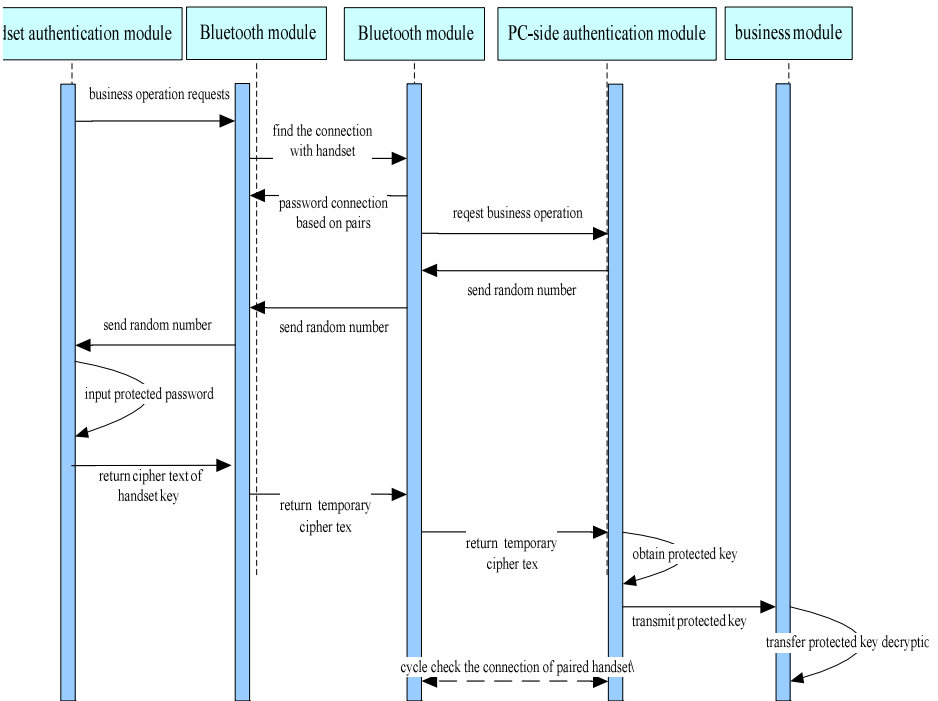 dset authentication module
Bluetooth module
Bluetooth module
PC-side authentication module
business module
business operation requests
find the connection
with handset
password connection
based on pairs
reqest business operation
send random number
send random number
send random number
input protected password
return cipher text of
handset key
return temporary
cipher tex
return temporary
cipher tex
obtain protected key
transmit protected key
transfer protected key decryptio
cycle check the connection of paired handset\